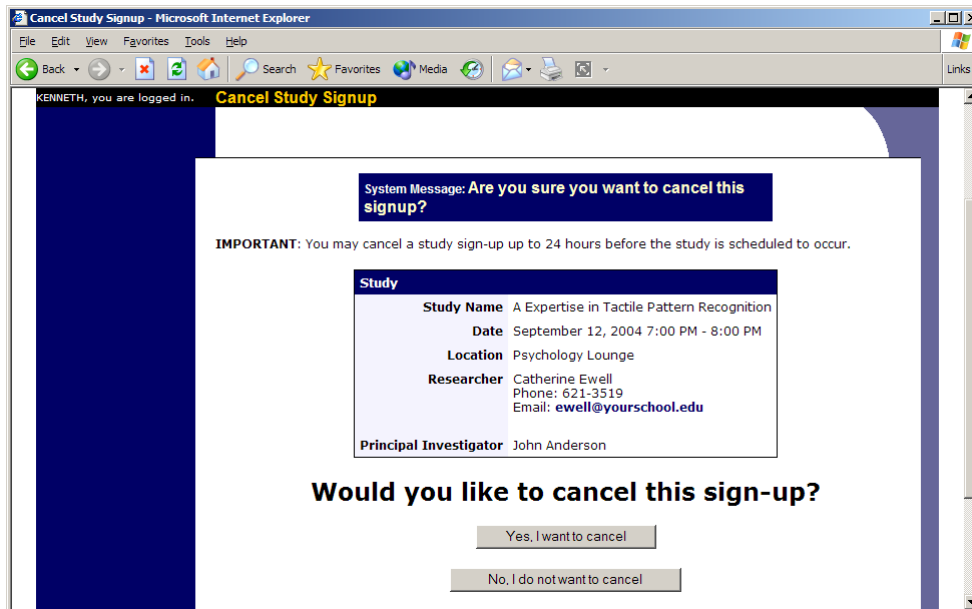 Cancel Study Signup - Microsoft Internet Explorer
File Edit View Favorites Tools Help
Back Search Favorites Media Links
KENNETH, you are logged in. Cancel Study Signup
System Message: Are you sure you want to cancel this
signup?
IMPORTANT: You may cancel a study sign-up up to 24 hours before the study is scheduled to occur.
Study
Study Name A Expertise in Tactile Pattern Recognition
Date September 12, 2004 7:00 PM - 8:00 PM
Location Psychology Lounge
Researcher Catherine Ewell
Phone: 621-3519
Email: ewell@yourschool.edu
Principal Investigator John Anderson
Would you like to cancel this sign-up?
Yes, I want to cancel
No, I do not want to cancel